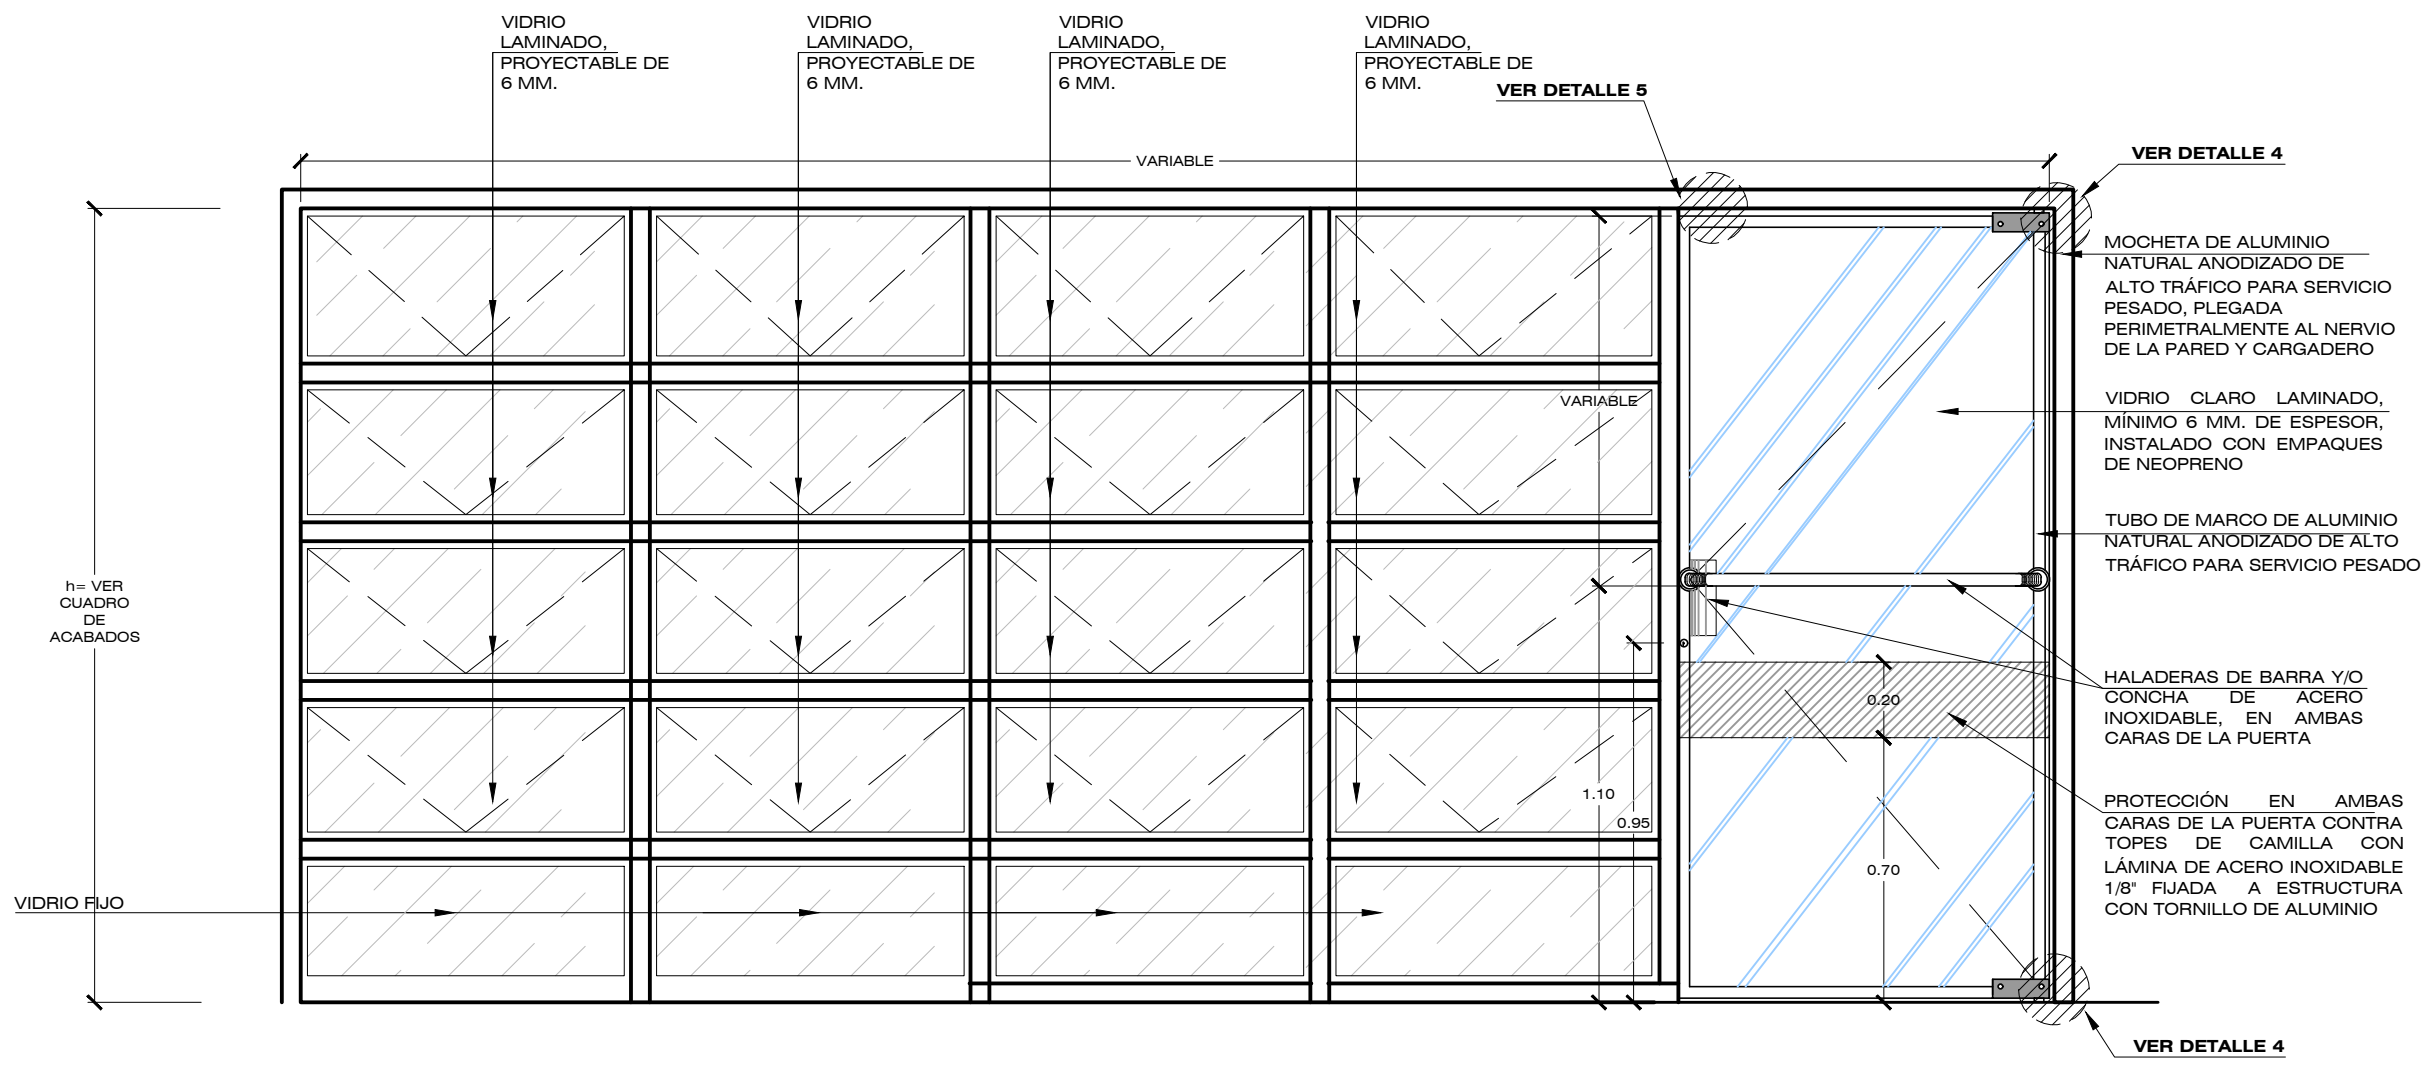 VIDRIO
LAMINADO,
PROYECTABLE DE
6 MM.
VIDRIO
LAMINADO,
PROYECTABLE DE
6 MM.
VIDRIO
LAMINADO,
PROYECTABLE DE
6 MM.
VIDRIO
LAMINADO,
PROYECTABLE DE
6 MM.
VER DETALLE 5
VARIABLE
VER DETALLE 4
MOCHETA DE ALUMINIO
NATURAL ANODIZADO DE
ALTO TRÁFICO PARA SERVICIO
PESADO, PLEGADA
PERIMETRALMENTE AL NERVIO
DE LA PARED Y CARGADERO
VARIABLE
VIDRIO CLARO LAMINADO,
MÍNIMO 6 MM. DE ESPESOR,
INSTALADO CON EMPAQUES
DE NEOPRENO
TUBO DE MARCO DE ALUMINIO
NATURAL ANODIZADO DE ALTO
TRÁFICO PARA SERVICIO PESADO
h= VER
CUADRO
DE
ACABADOS
HALADERAS DE BARRA Y/O
CONCHA DE ACERO
INOXIDABLE, EN AMBAS
CARAS DE LA PUERTA
0.20
1.10
0.95
PROTECCIÓN EN AMBAS
CARAS DE LA PUERTA CONTRA
TOPES DE CAMILLA CON
LÁMINA DE ACERO INOXIDABLE
1/8" FIJADA A ESTRUCTURA
CON TORNILLO DE ALUMINIO
0.70
VIDRIO FIJO
VER DETALLE 4